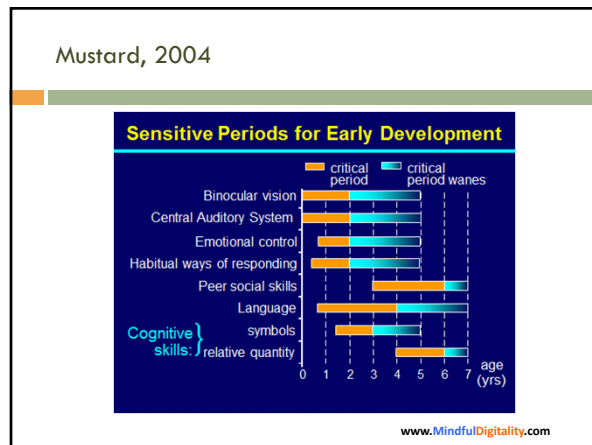 Mustard, 2004
Sensitive Periods for Early Development
critical period
critical period wanes
Binocular vision
Central Auditory System
Emotional control
Habitual ways of responding
Peer social skills
Language
Cognitive skills:
symbols
relative quantity
0 1 2 3 4 5 6 7
age (yrs)
www.MindfulDigitality.com